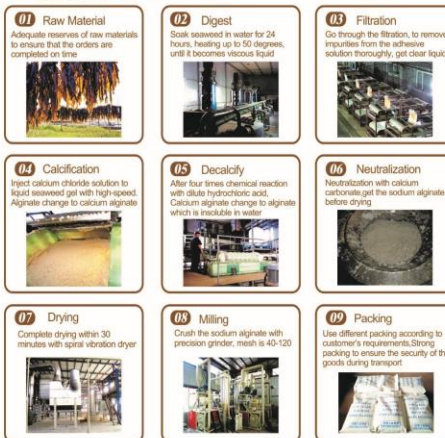 01 Raw Material
Adequate reserves of raw materials
to ensure that the orders are
completed on time
02 Digest
Soak seaweed in water for 24
hours, heating up to 50 degrees,
until it becomes viscous liquid
03 Filtration
Go through the filtration, to remove
impurities from the adhesive
solution thoroughly, get clear liquid
04 Calcification
Inject calcium chloride solution to
liquid seaweed gel with high-speed.
Alginate change to calcium alginate
05 Decalcify
After four times chemical reaction
with dilute hydrochloric acid,
Calcium alginate change to alginate
which is insoluble in water
06 Neutralization
Neutralization with calcium
carbonate,get the sodium alginate
before drying
07 Drying
Complete drying within 30
minutes with spiral vibration dryer
08 Milling
Crush the sodium alginate with
precision grinder, mesh is 40-120
09 Packing
Use different packing according to
customer's requirements,Strong
packing to ensure the security of the
goods during transport